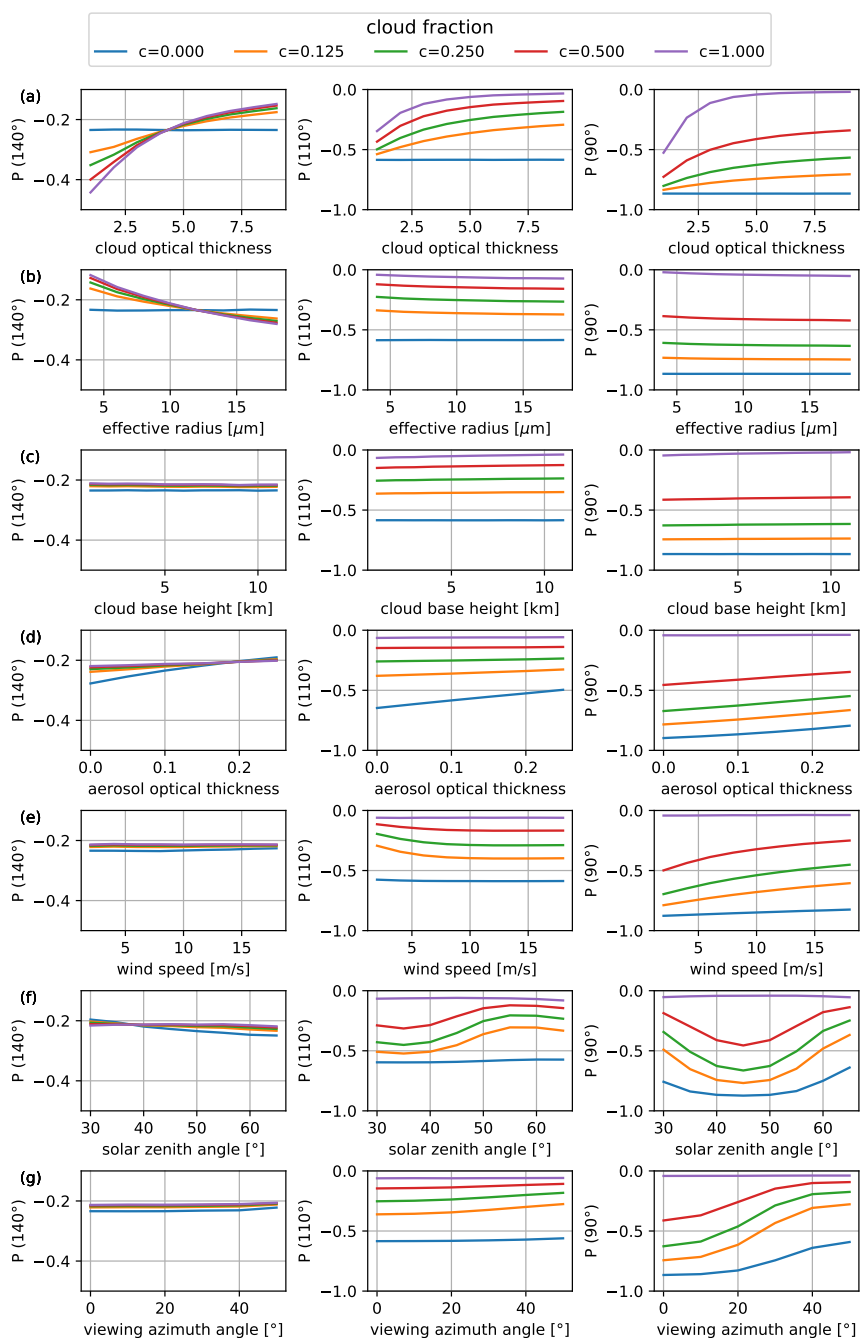 cloud fraction
c=0.000 c=0.125 c=0.250 c=0.500 c=1.000
(a)
P (140°) −0.2 −0.4
2.5 5.0 7.5
cloud optical thickness
P (110°) 0.0 −0.5 −1.0
2.5 5.0 7.5
cloud optical thickness
P (90°) 0.0 −0.5 −1.0
2.5 5.0 7.5
cloud optical thickness
(b)
P (140°) −0.2 −0.4
5 10 15
effective radius [μm]
P (110°) 0.0 −0.5 −1.0
5 10 15
effective radius [μm]
P (90°) 0.0 −0.5 −1.0
5 10 15
effective radius [μm]
(c)
P (140°) −0.2 −0.4
5 10
cloud base height [km]
P (110°) 0.0 −0.5 −1.0
5 10
cloud base height [km]
P (90°) 0.0 −0.5 −1.0
5 10
cloud base height [km]
(d)
P (140°) −0.2 −0.4
0.0 0.1 0.2
aerosol optical thickness
P (110°) 0.0 −0.5 −1.0
0.0 0.1 0.2
aerosol optical thickness
P (90°) 0.0 −0.5 −1.0
0.0 0.1 0.2
aerosol optical thickness
(e)
P (140°) −0.2 −0.4
5 10 15
wind speed [m/s]
P (110°) 0.0 −0.5 −1.0
5 10 15
wind speed [m/s]
P (90°) 0.0 −0.5 −1.0
5 10 15
wind speed [m/s]
(f)
P (140°) −0.2 −0.4
30 40 50 60
solar zenith angle [°]
P (110°) 0.0 −0.5 −1.0
30 40 50 60
solar zenith angle [°]
P (90°) 0.0 −0.5 −1.0
30 40 50 60
solar zenith angle [°]
(g)
P (140°) −0.2 −0.4
0 20 40
viewing azimuth angle [°]
P (110°) 0.0 −0.5 −1.0
0 20 40
viewing azimuth angle [°]
P (90°) 0.0 −0.5 −1.0
0 20 40
viewing azimuth angle [°]